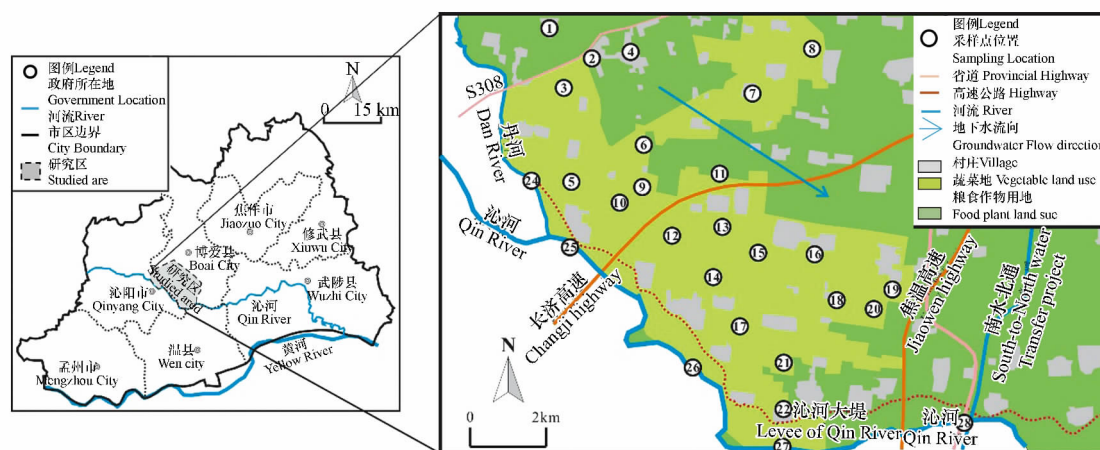 图例Legend
政府所在地
Government Location
河流River
市区边界
City Boundary
研究区
Studied are
N
0 15 km
焦作市
Jiaozuo City
修武县
Xiuwu City
博爱县
Boai City
研究区
Studied area
武陟县
Wuzhi City
沁阳市
Qinyang City
沁河
Qin River
温县
Wen city
黄河
Yellow River
孟州市
Mengzhou City
图例Legend
采样点位置
Sampling Location
省道 Provincial Highway
高速公路 Highway
河流 River
地下水流向
Groundwater Flow direction
村庄Village
蔬菜地 Vegetable land use
粮食作物用地
Food plant land suc
S308
丹河
Dan River
沁河
Qin River
长济高速
Changji highway
焦温高速
Jiaowen highway
南水北通
South-to-North water
Transfer project
N
0 2km
沁河大堤
Levee of Qin River
沁河
Qin River
1
2
4
8
3
7
6
11
24
5
9
10
12
13
25
15
16
14
19
18
20
17
26
21
22
28
27